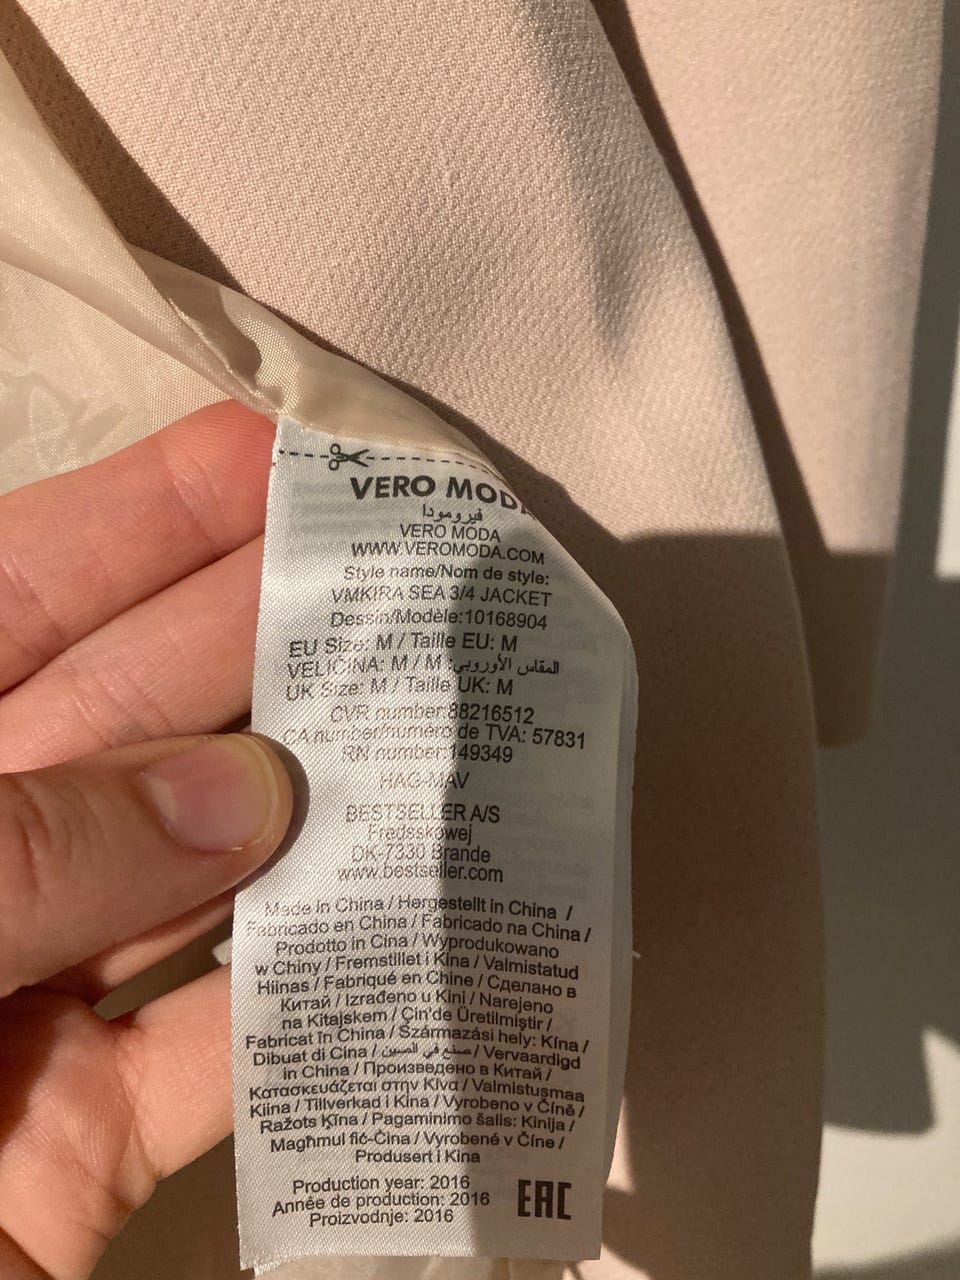 VERO MODA
فيرومودا
VERO MODA
WWW.VEROMODA.COM
Style name/Nom de style:
VMKIRA SEA 3/4 JACKET
Dessin/Modèle:10168904
EU Size: M / Taille EU: M
VELIČINA: M / M :المقاس الأوروبي
UK Size: M / Taille UK: M
CVR number:88216512
CA number/numéro de TVA: 57831
RN number:149349
HAG-MAV
BESTSELLER A/S
Fredsskowej
DK-7330 Brande
www.bestseller.com
Made in China / Hergestellt in China /
Fabricado en China / Fabricado na China /
Prodotto in Cina / Wyprodukowano
w Chiny / Fremstillet i Kina / Valmistatud
Hiinas / Fabriqué en Chine / Сделано в
Китай / Izrađeno u Kini / Narejeno
na Kitajskem / Çin'de Üretilmiştir /
Fabricat în China / Származási hely: Kína /
Dibuat di Cina / صنع في الصين / Vervaardigd
in China / Произведено в Китай /
Κατασκευάζεται στην Κίνα / Valmistusmaa
Kiina / Tillverkad i Kina / Vyrobeno v Číně /
Ražots Ķīna / Pagaminimo šalis: Kinija /
Magħmul fiċ-Ċina / Vyrobené v Číne /
Produsert i Kina
Production year: 2016
Année de production: 2016
Proizvodnje: 2016
EAC